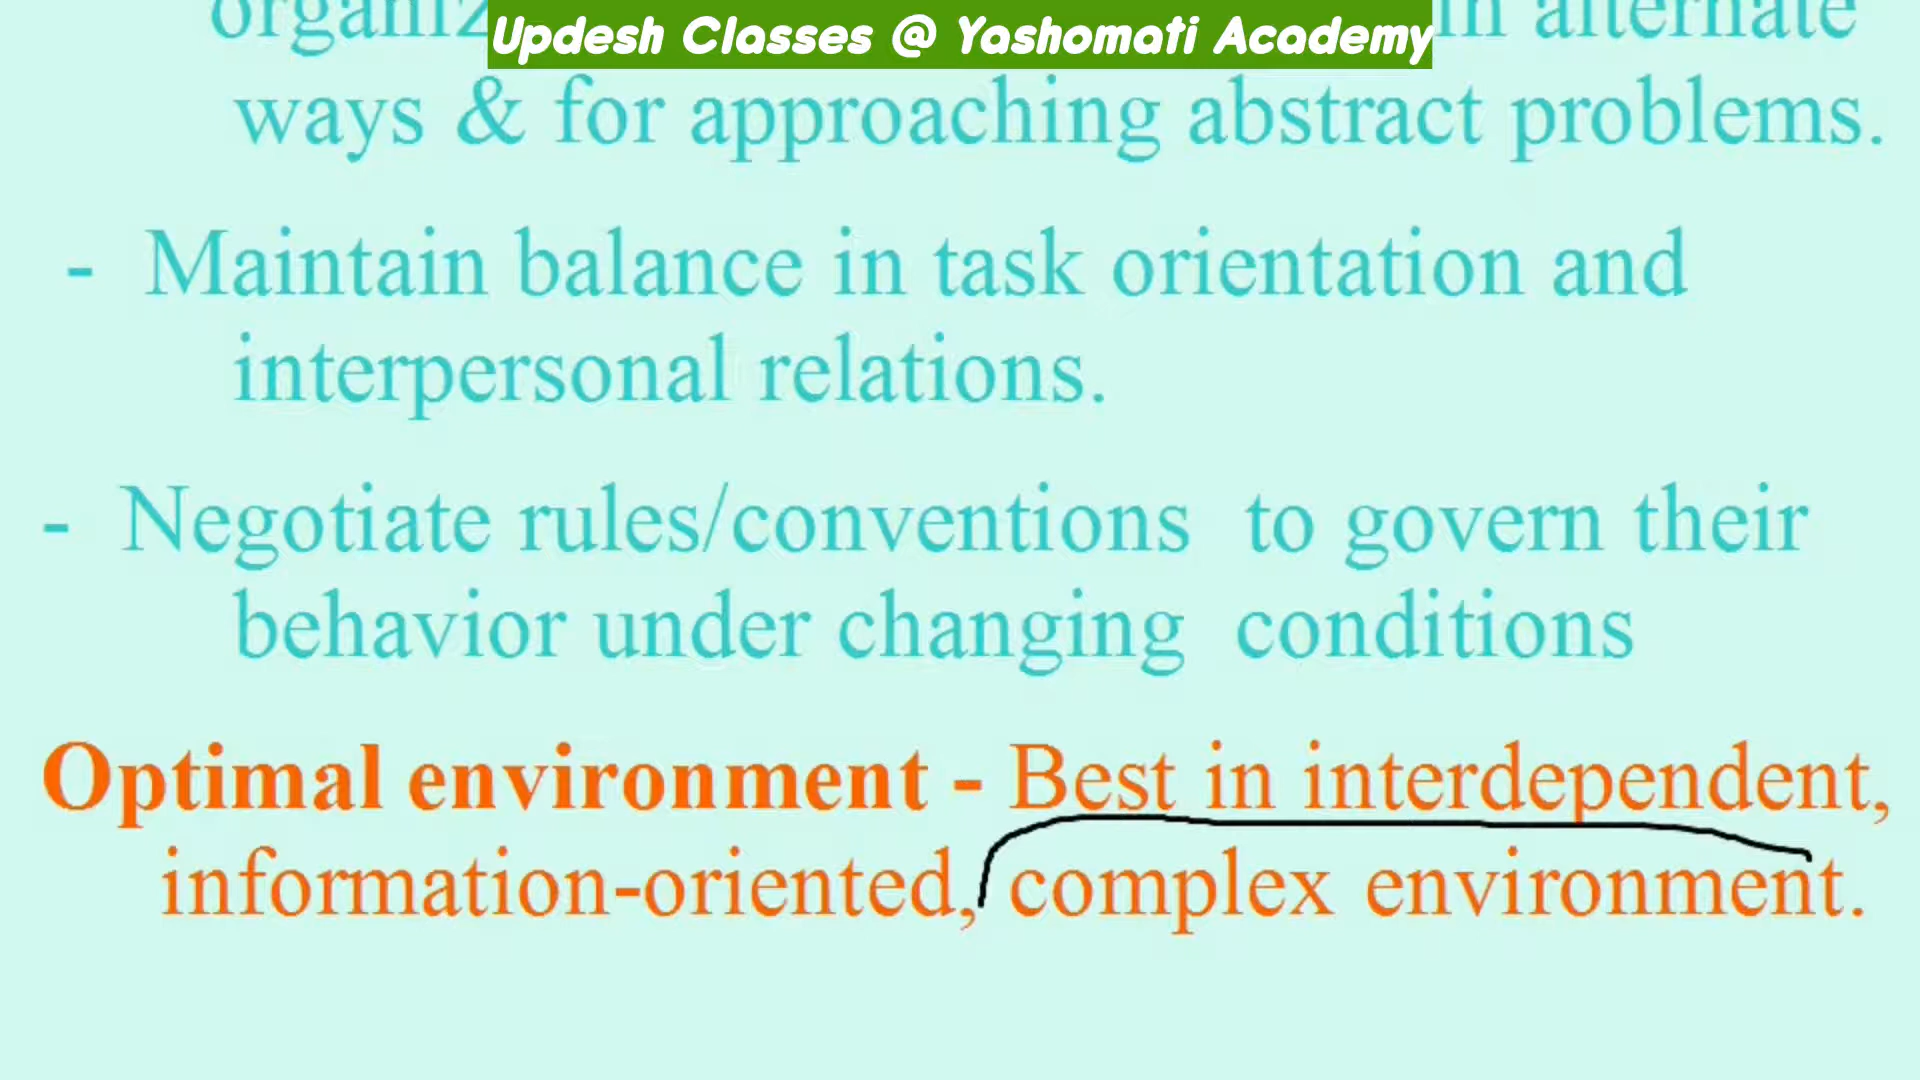 Updesh Classes @ Yashomati Academy
in alternate
ways & for approaching abstract problems.
- Maintain balance in task orientation and
interpersonal relations.
- Negotiate rules/conventions to govern their
behavior under changing conditions
Optimal environment - Best in interdependent,
information-oriented, complex environment.